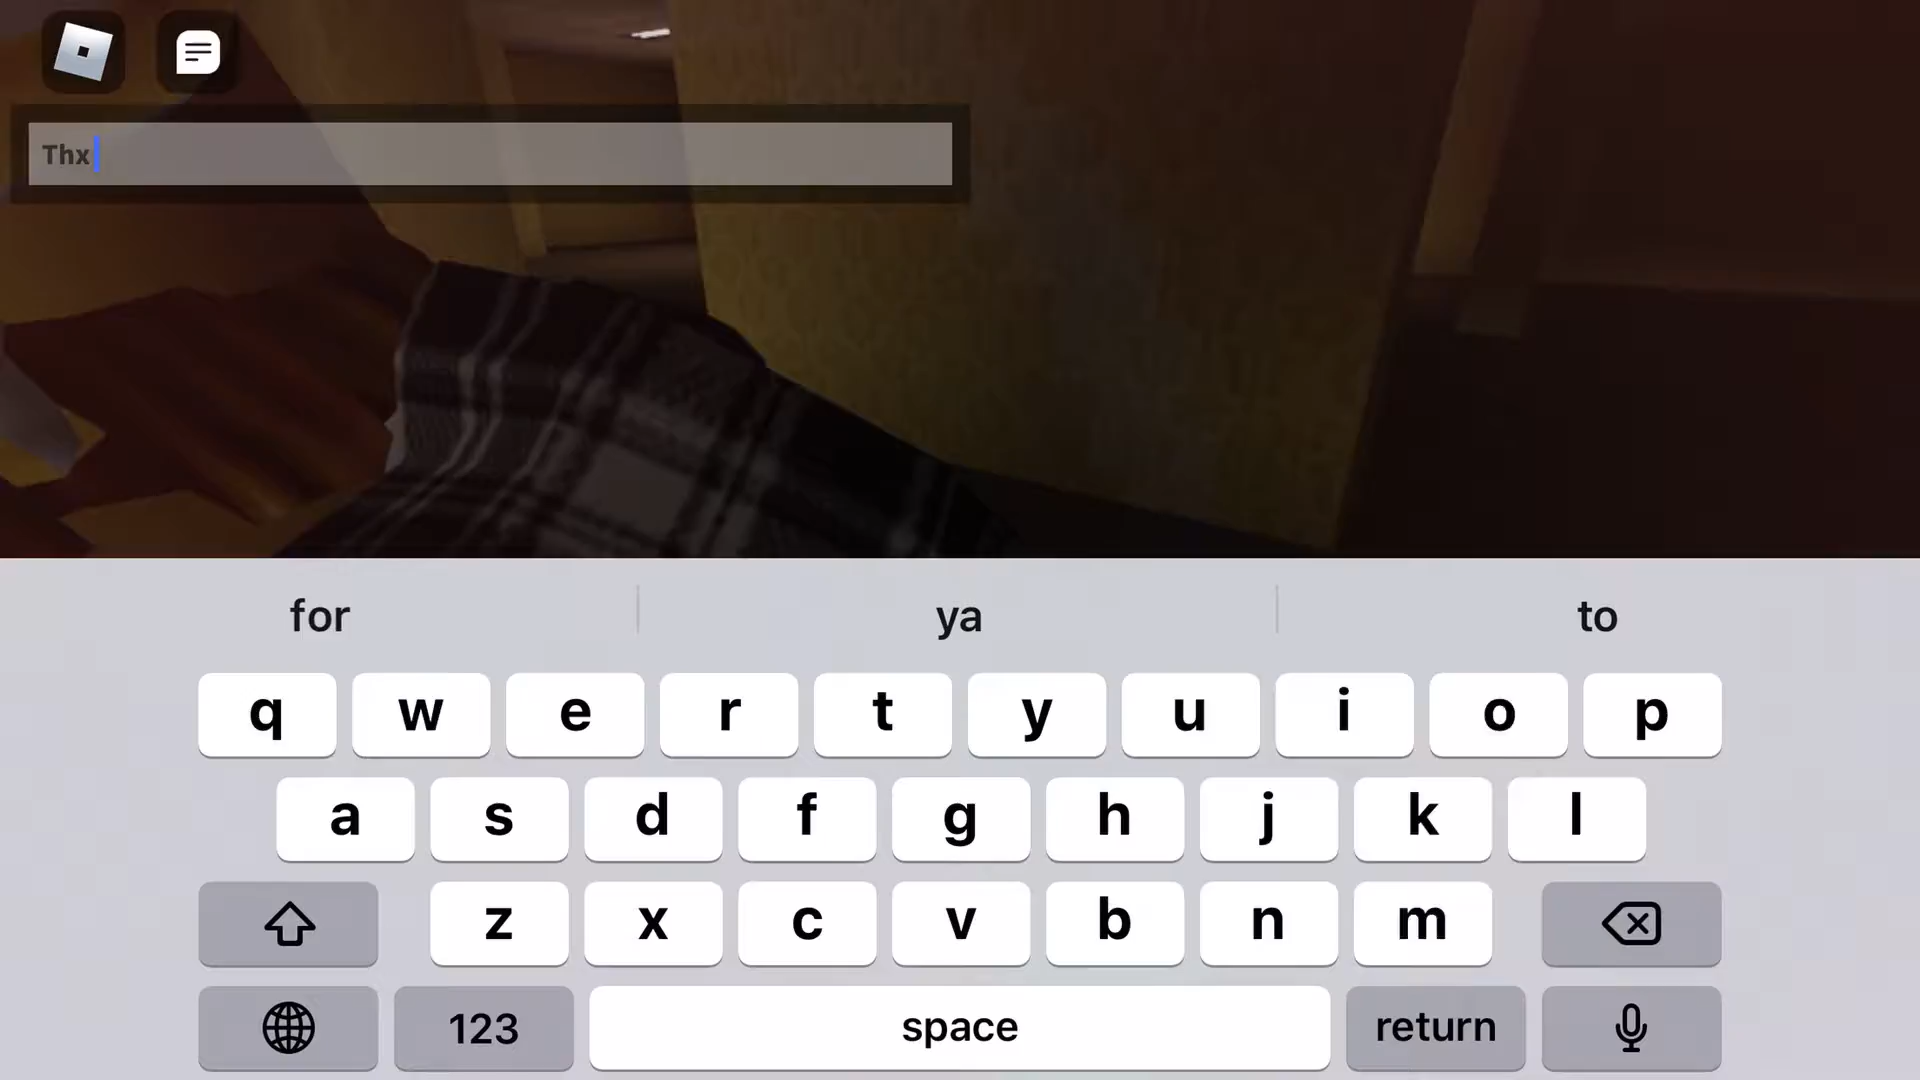 Thx
for ya to
q w e r t y u i o p
a s d f g h j k l
z x c v b n m
123 space return